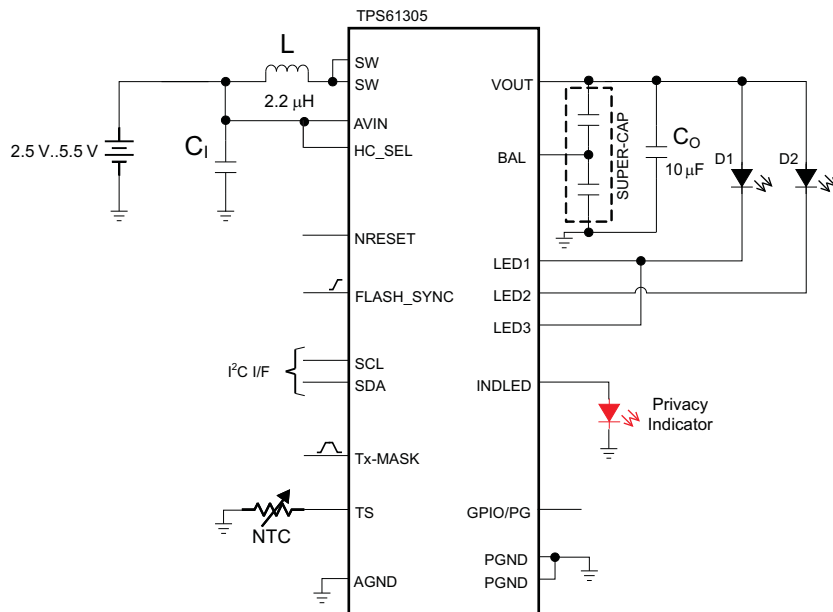 TPS61305
L
2.2 μH
SW
SW
AVIN
HC_SEL
2.5 V..5.5 V
C_I
NRESET
FLASH_SYNC
I²C I/F
SCL
SDA
Tx-MASK
TS
NTC
AGND
VOUT
BAL
SUPER-CAP
C_O
10 μF
D1
D2
LED1
LED2
LED3
INDLED
Privacy
Indicator
GPIO/PG
PGND
PGND